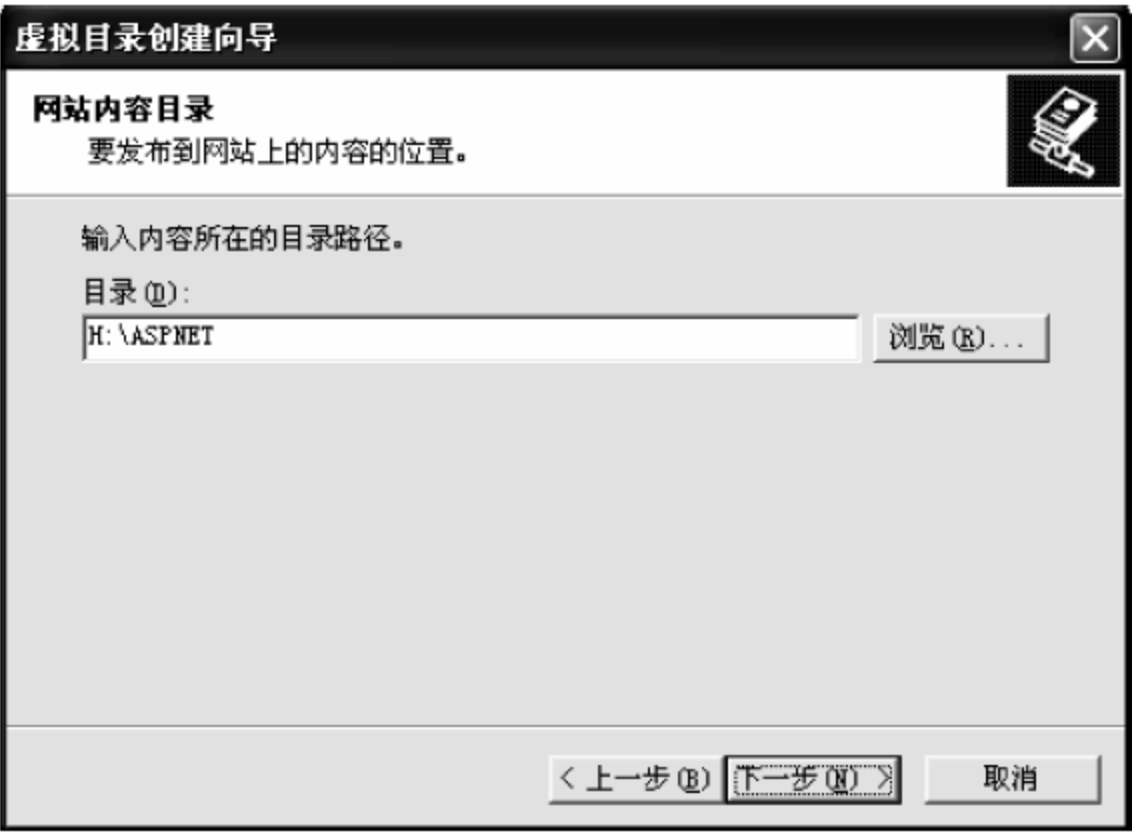 虚拟目录创建向导
网站内容目录
要发布到网站上的内容的位置。
输入内容所在的目录路径。
目录(D):
H:\ASPNET
浏览(R)...
< 上一步(B)
下一步(N) >
取消